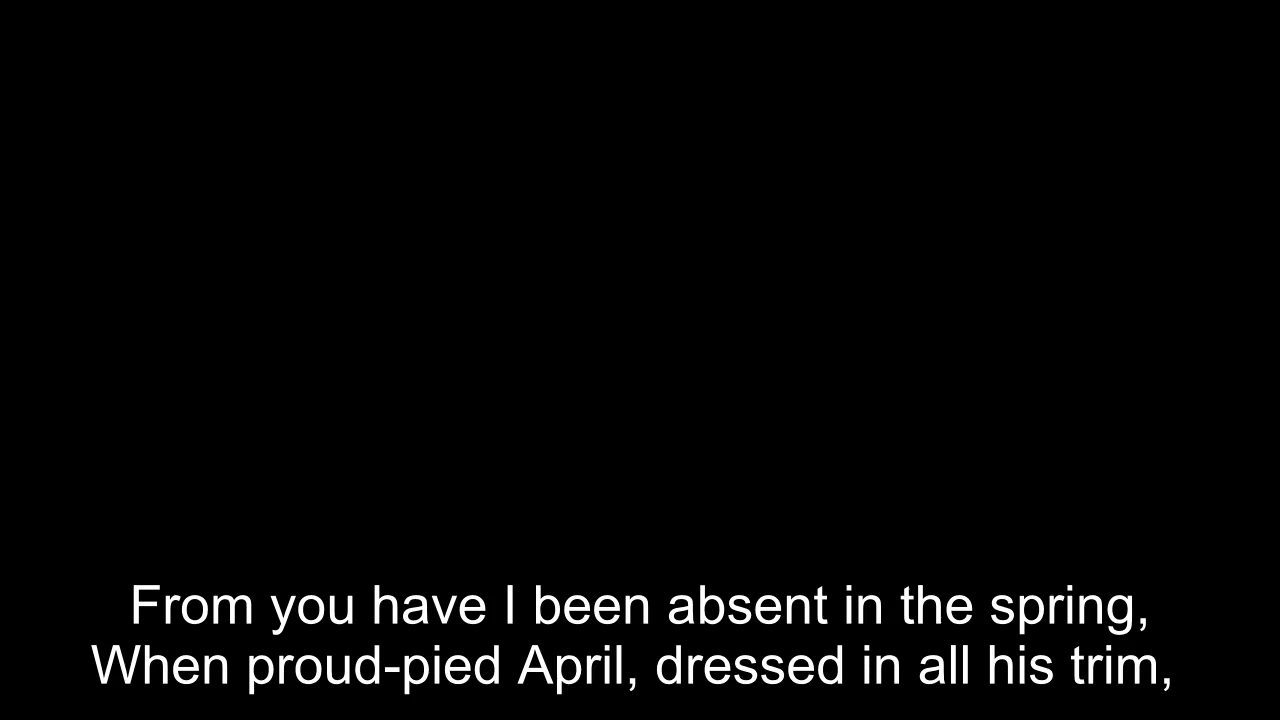 From you have I been absent in the spring,
When proud-pied April, dressed in all his trim,